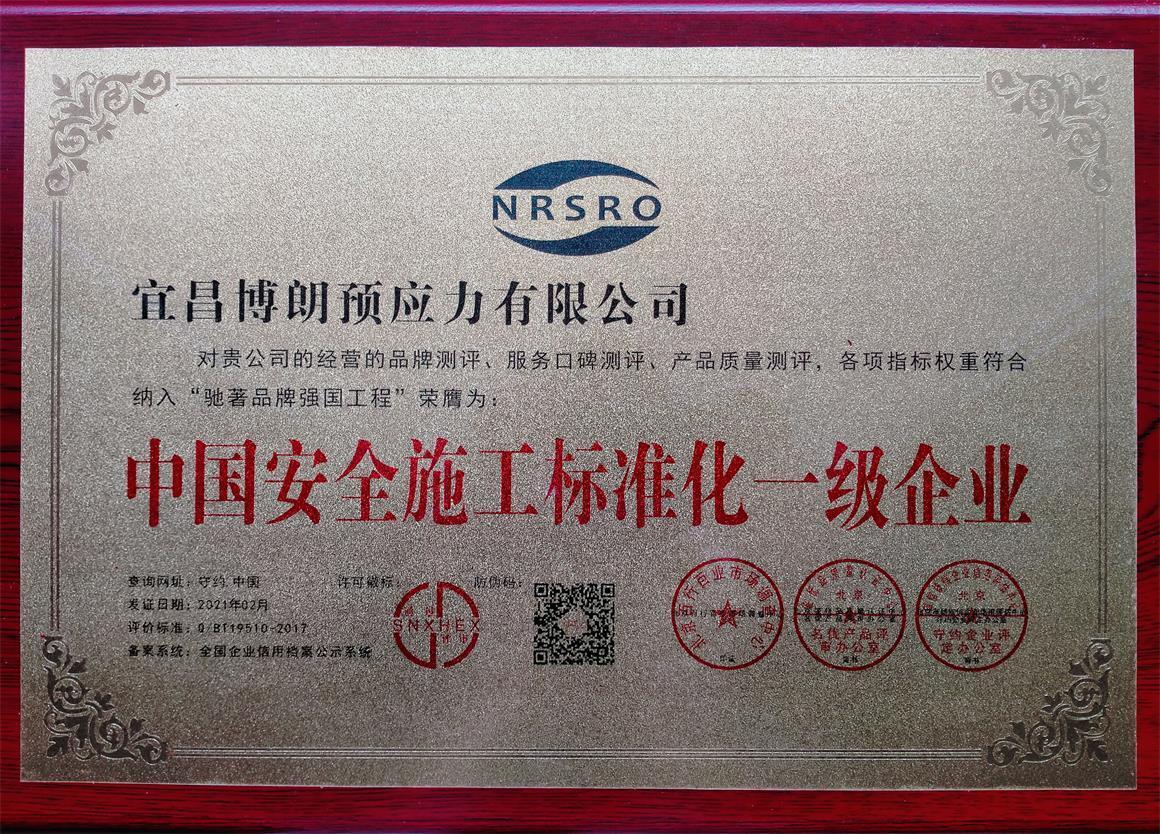 NRSRO
宜昌博朗预应力有限公司
对贵公司的经营的品牌测评、服务口碑测评、产品质量测评，各项指标权重符合
纳入“驰著品牌强国工程”荣膺为：
中国安全施工标准化一级企业
查询网址：守约.中国
许可徽标：
防伪码：
发证日期：2021年02月
评价标准：Q/BT19510-2017
备案系统：全国企业信用档案公示系统
SNXHEX
北京
名优产品评
审办公室
北京
守约企业评
定办公室